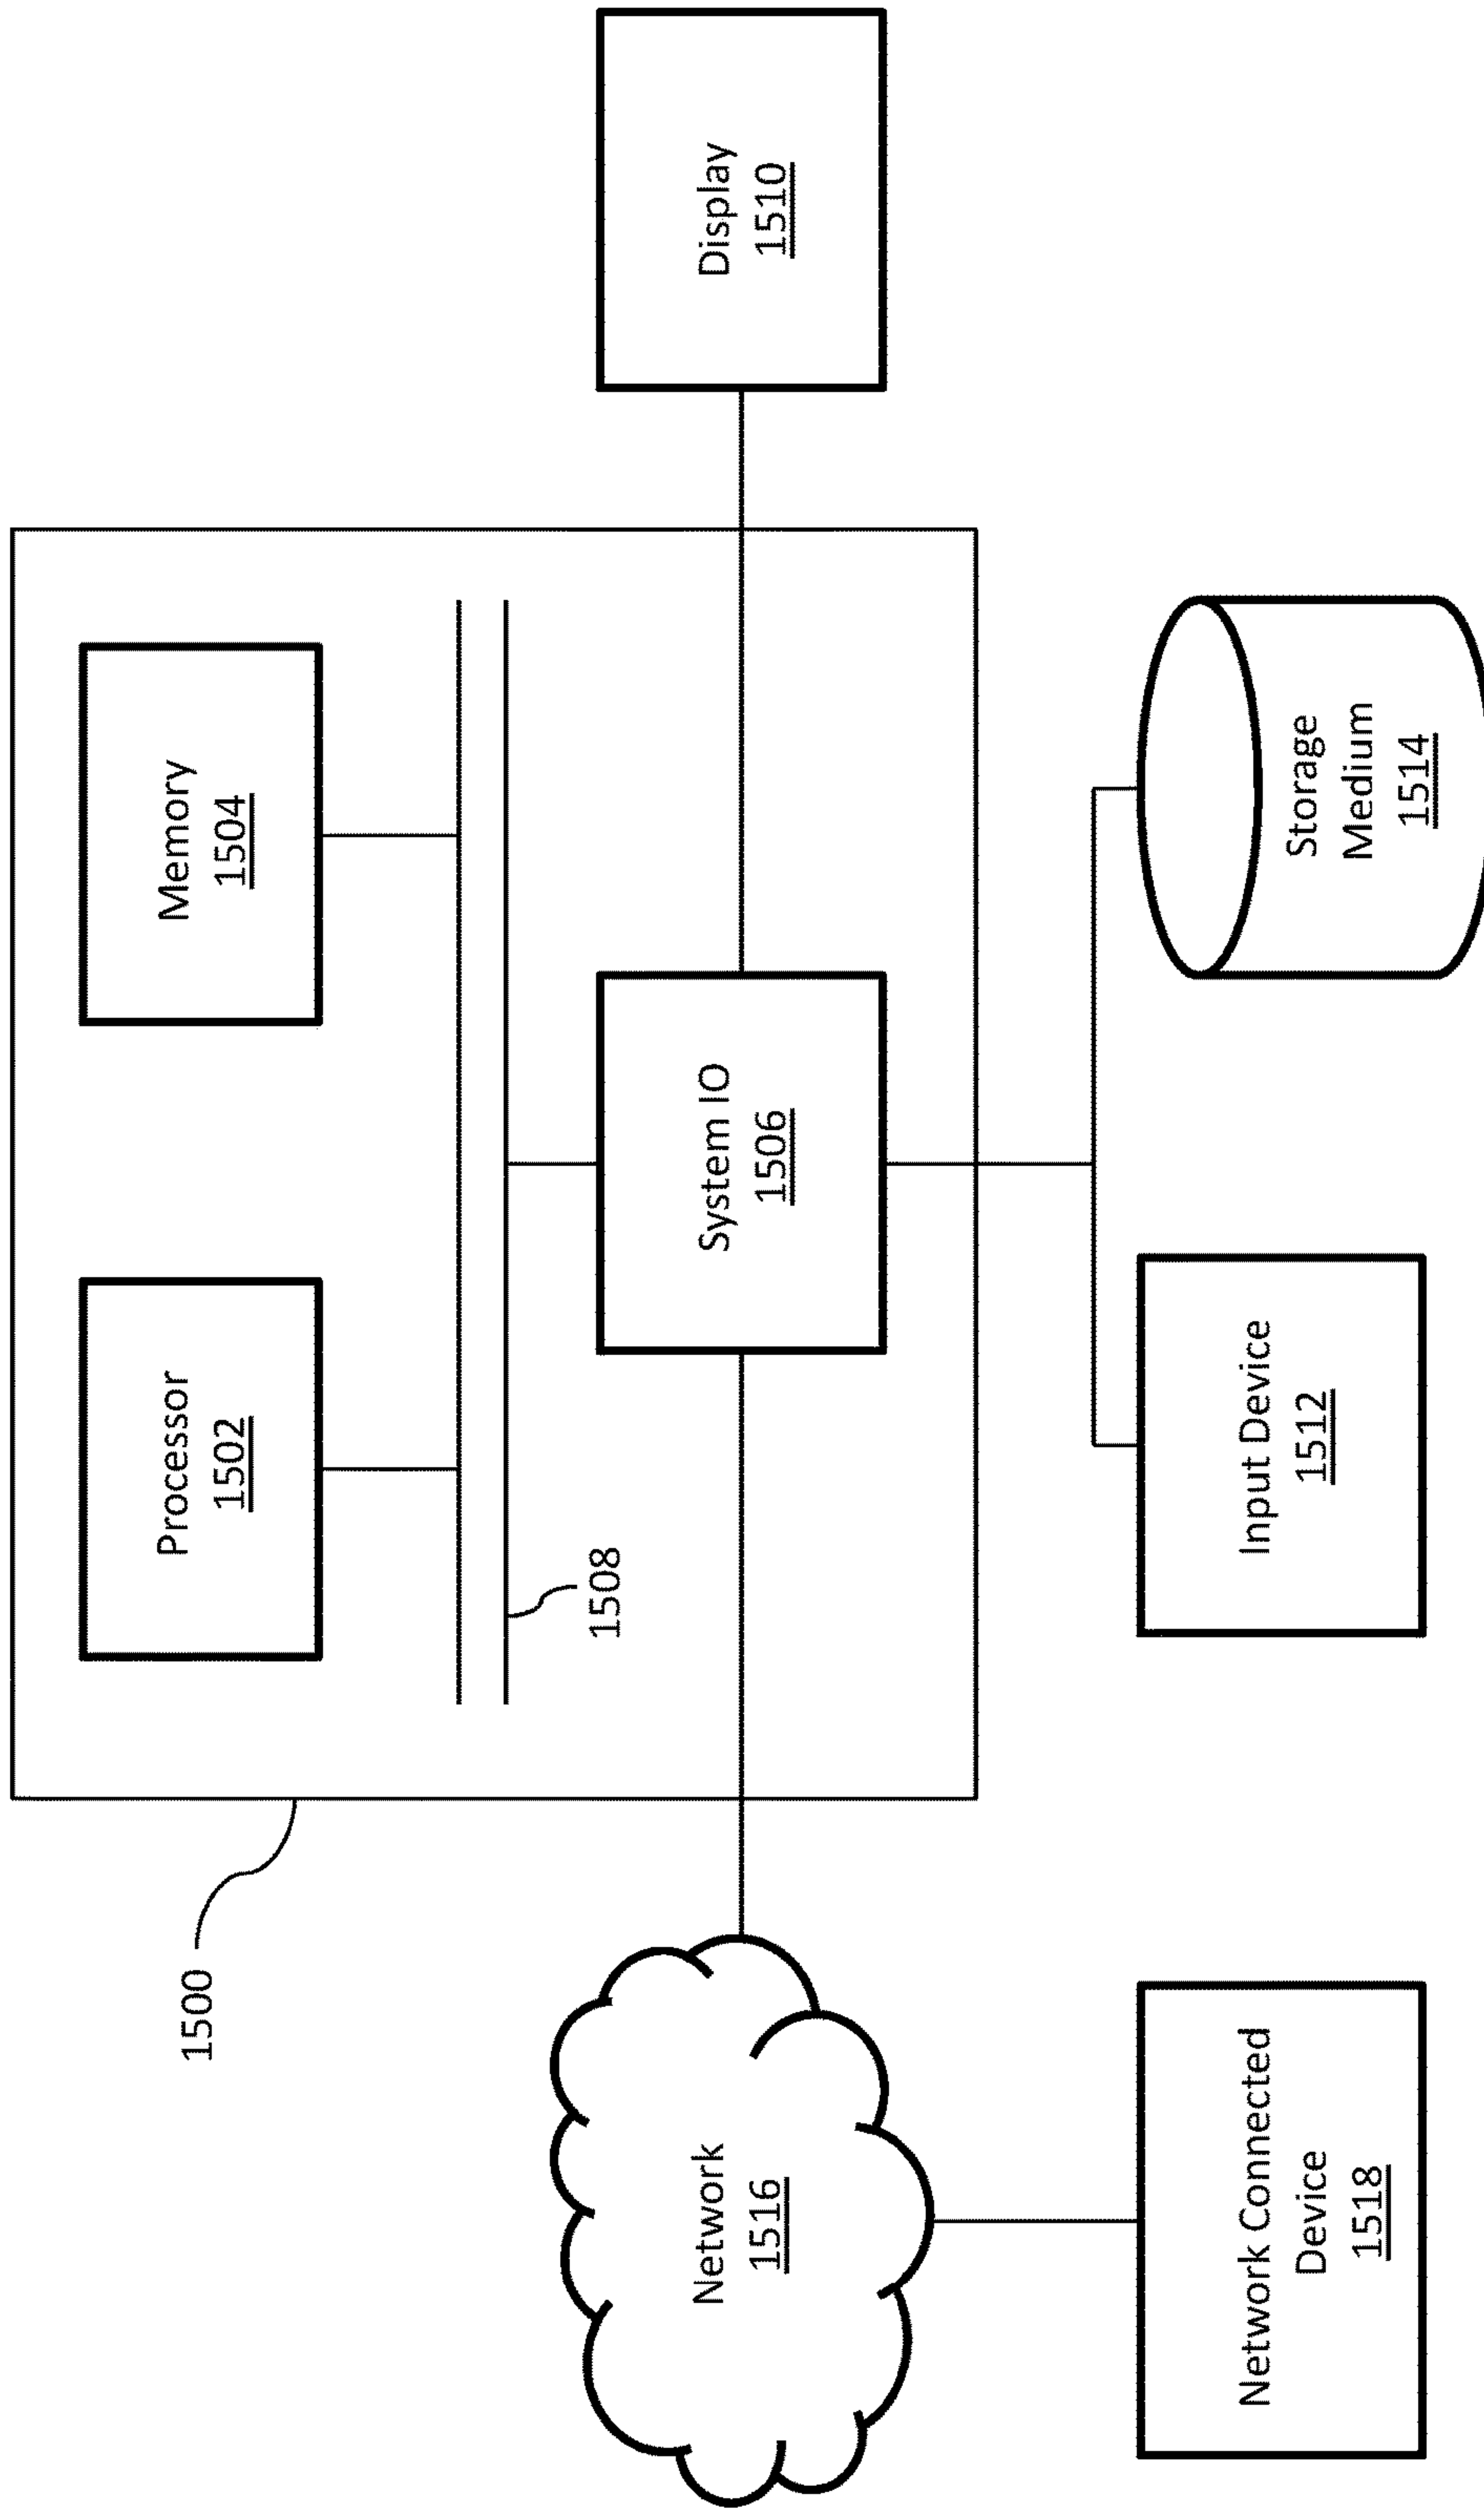 1500
Processor
1502
Memory
1504
1508
Network
1516
System IO
1506
Display
1510
Network Connected
Device
1518
Input Device
1512
Storage
Medium
1514